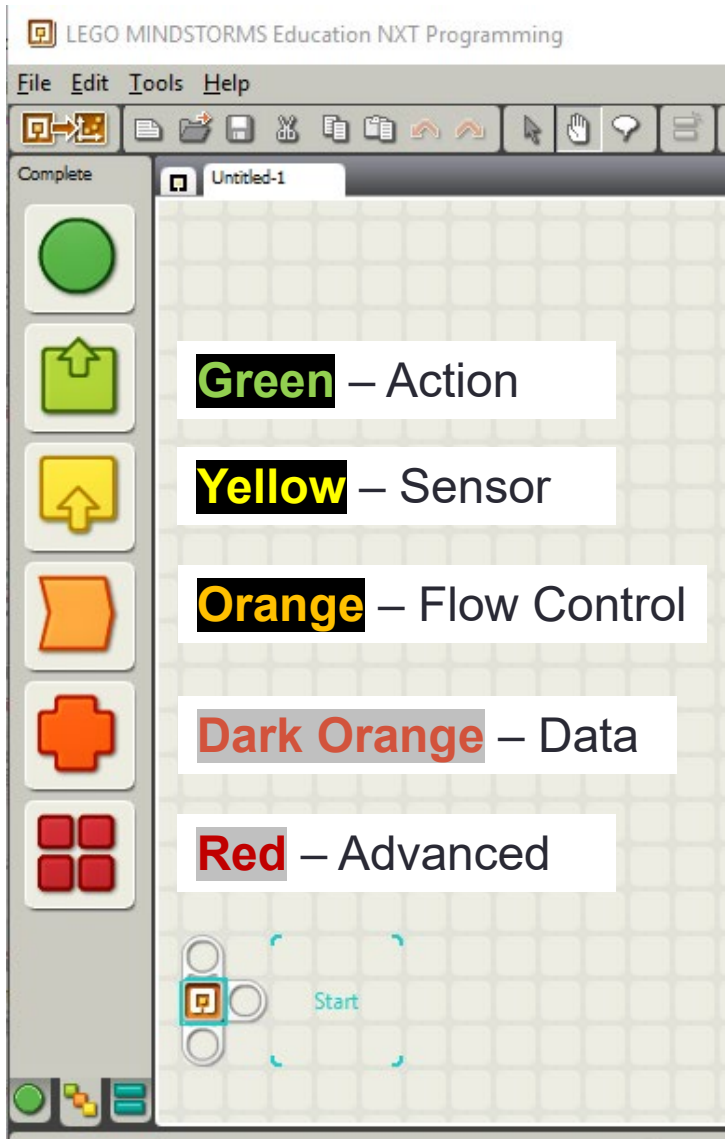 LEGO MINDSTORMS Education NXT Programming
File Edit Tools Help
Complete
Untitled-1
Green – Action
Yellow – Sensor
Orange – Flow Control
Dark Orange – Data
Red – Advanced
Start